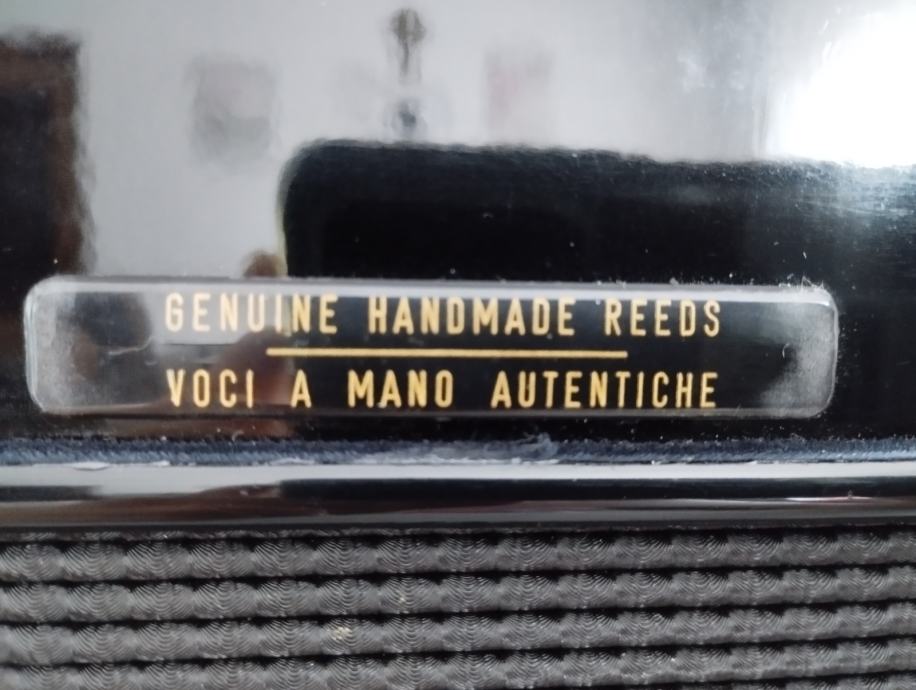 GENUINE HANDMADE REEDS
VOCI A MANO AUTENTICHE